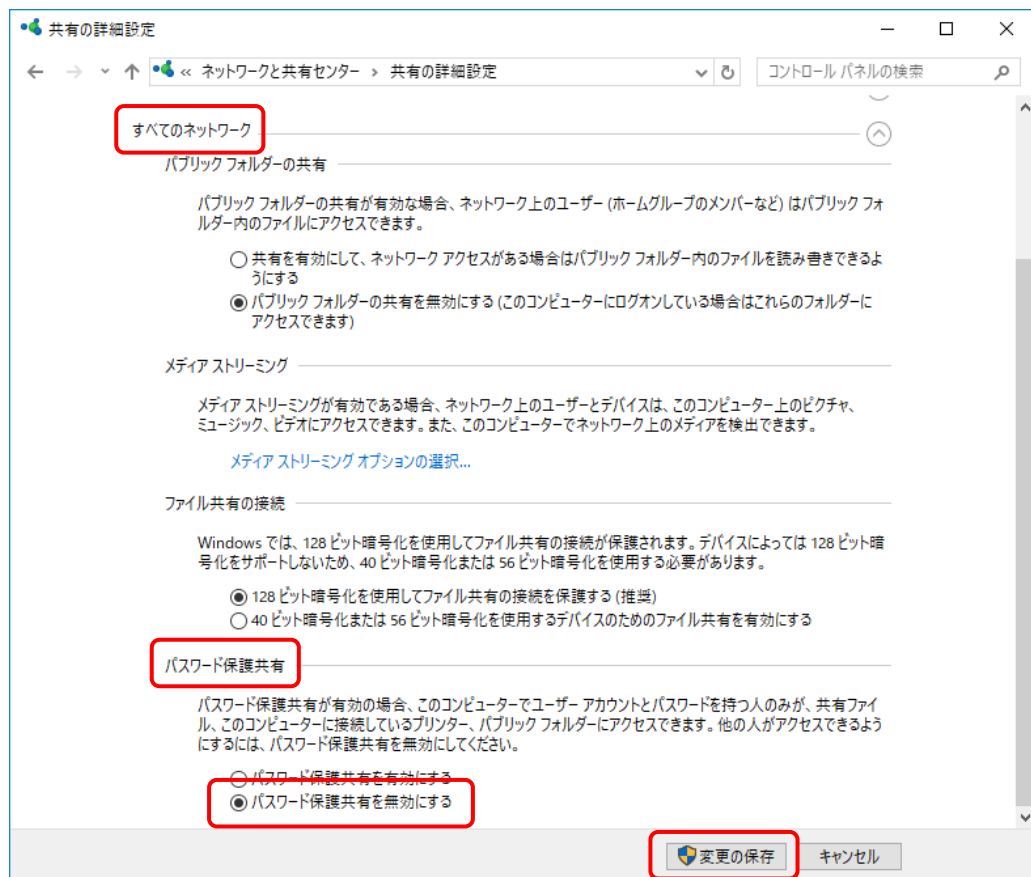 共有の詳細設定
« ネットワークと共有センター › 共有の詳細設定
コントロール パネルの検索
すべてのネットワーク
パブリック フォルダーの共有
パブリック フォルダーの共有が有効な場合、ネットワーク上のユーザー (ホームグループのメンバーなど) はパブリック フォ
ルダー内のファイルにアクセスできます。
共有を有効にして、ネットワーク アクセスがある場合はパブリック フォルダー内のファイルを読み書きできるよ
うにする
パブリック フォルダーの共有を無効にする (このコンピューターにログオンしている場合はこれらのフォルダーに
アクセスできます)
メディア ストリーミング
メディア ストリーミングが有効である場合、ネットワーク上のユーザーとデバイスは、このコンピューター上のピクチャ、
ミュージック、ビデオにアクセスできます。また、このコンピューターでネットワーク上のメディアを検出できます。
メディア ストリーミング オプションの選択...
ファイル共有の接続
Windows では、128 ビット暗号化を使用してファイル共有の接続が保護されます。デバイスによっては 128 ビット暗
号化をサポートしないため、40 ビット暗号化または 56 ビット暗号化を使用する必要があります。
128 ビット暗号化を使用してファイル共有の接続を保護する (推奨)
40 ビット暗号化または 56 ビット暗号化を使用するデバイスのためのファイル共有を有効にする
パスワード保護共有
パスワード保護共有が有効の場合、このコンピューターでユーザー アカウントとパスワードを持つ人のみが、共有ファイ
ル、このコンピューターに接続しているプリンター、パブリック フォルダーにアクセスできます。他の人がアクセスできるよう
にするには、パスワード保護共有を無効にしてください。
パスワード保護共有を有効にする
パスワード保護共有を無効にする
変更の保存
キャンセル